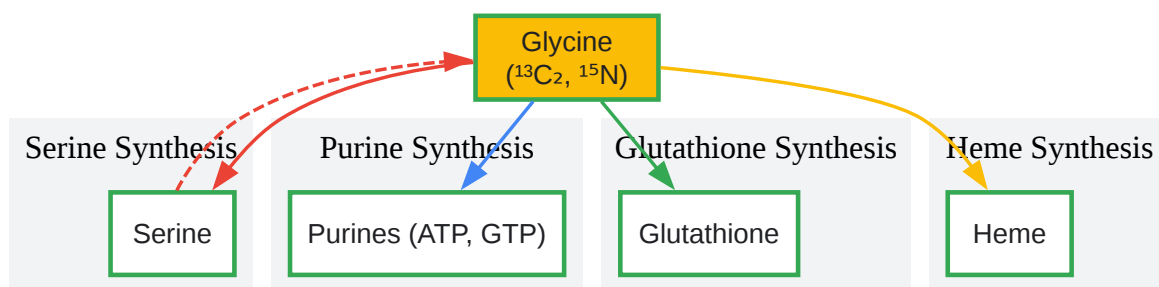 Glycine
(¹³C₂, ¹⁵N)
Serine Synthesis
Purine Synthesis
Glutathione Synthesis
Heme Synthesis
Serine
Purines (ATP, GTP)
Glutathione
Heme